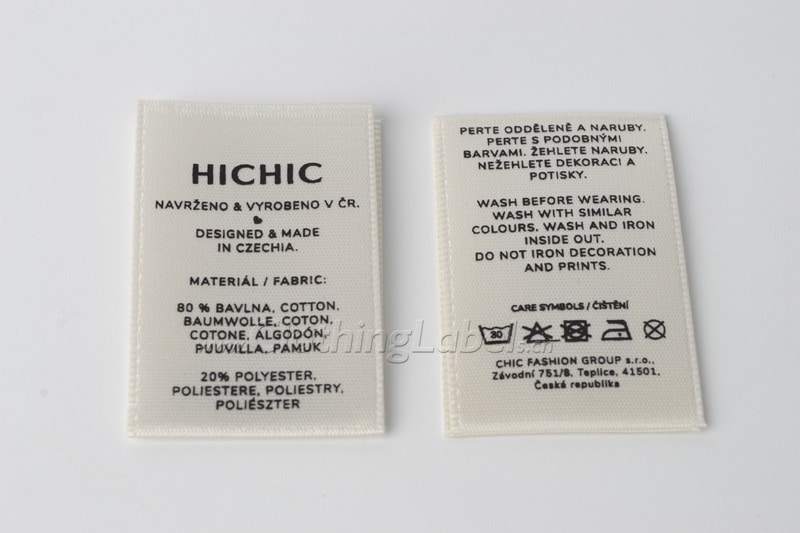 HICHIC
NAVRŽENO & VYROBENO V ČR.
DESIGNED & MADE
IN CZECHIA.
MATERIÁL / FABRIC:
80 % BAVLNA, COTTON,
BAUMWOLLE, COTON,
COTONE, ÁLGODÓN,
PUUVILLA, PAMUK
20% POLYESTER,
POLIESTERE, POLIESTRY,
POLIÉSZTER
PERTE ODDĚLENĚ A NARUBY.
PERTE S PODOBNÝMI
BARVAMI. ŽEHLETE NARUBY.
NEŽEHLETE DEKORACI A
POTISKY.
WASH BEFORE WEARING.
WASH WITH SIMILAR
COLOURS. WASH AND IRON
INSIDE OUT.
DO NOT IRON DECORATION
AND PRINTS.
CARE SYMBOLS / ČIŠTĚNÍ
30
CHIC FASHION GROUP s.r.o.,
Závodní 751/8, Teplice, 41501,
Česká republika
thingLabels.cn